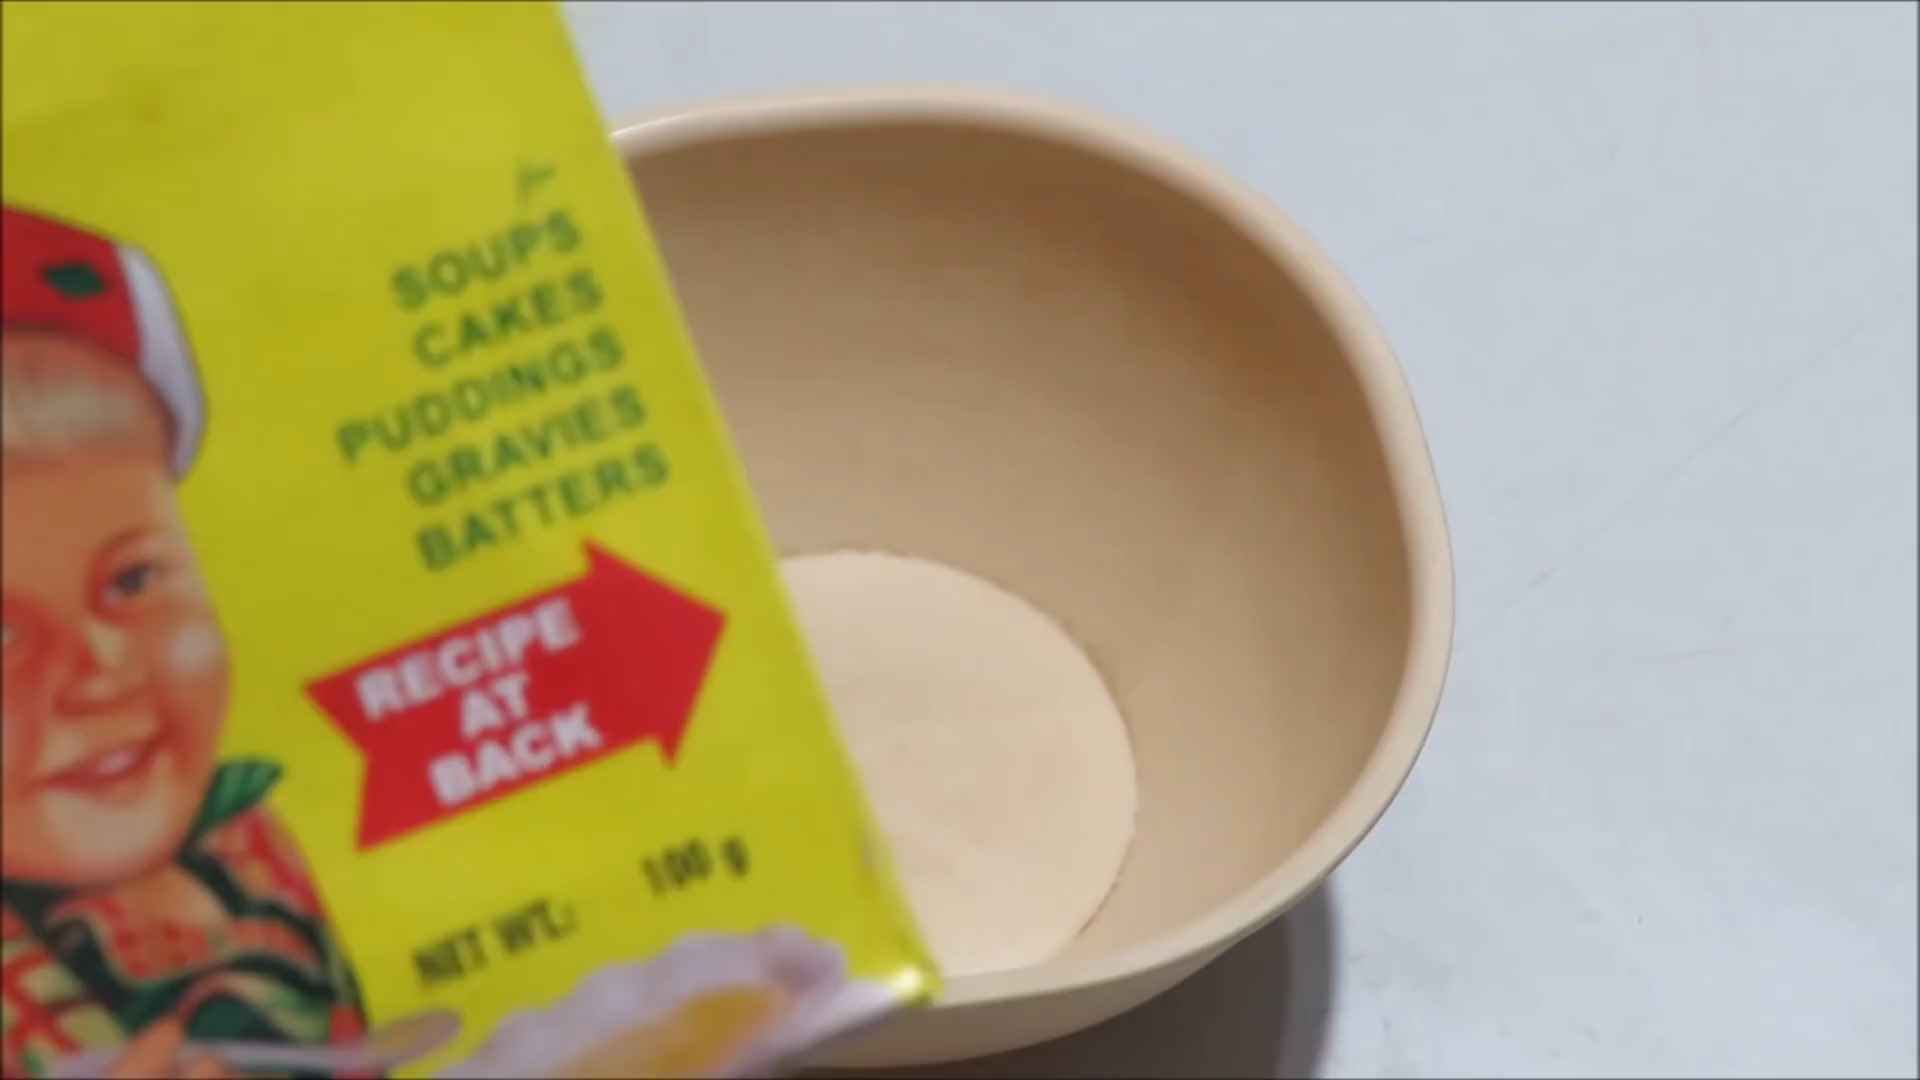 SOUPS
CAKES
PUDDINGS
GRAVIES
BATTERS
RECIPE
AT
BACK
NET WT. 100 g